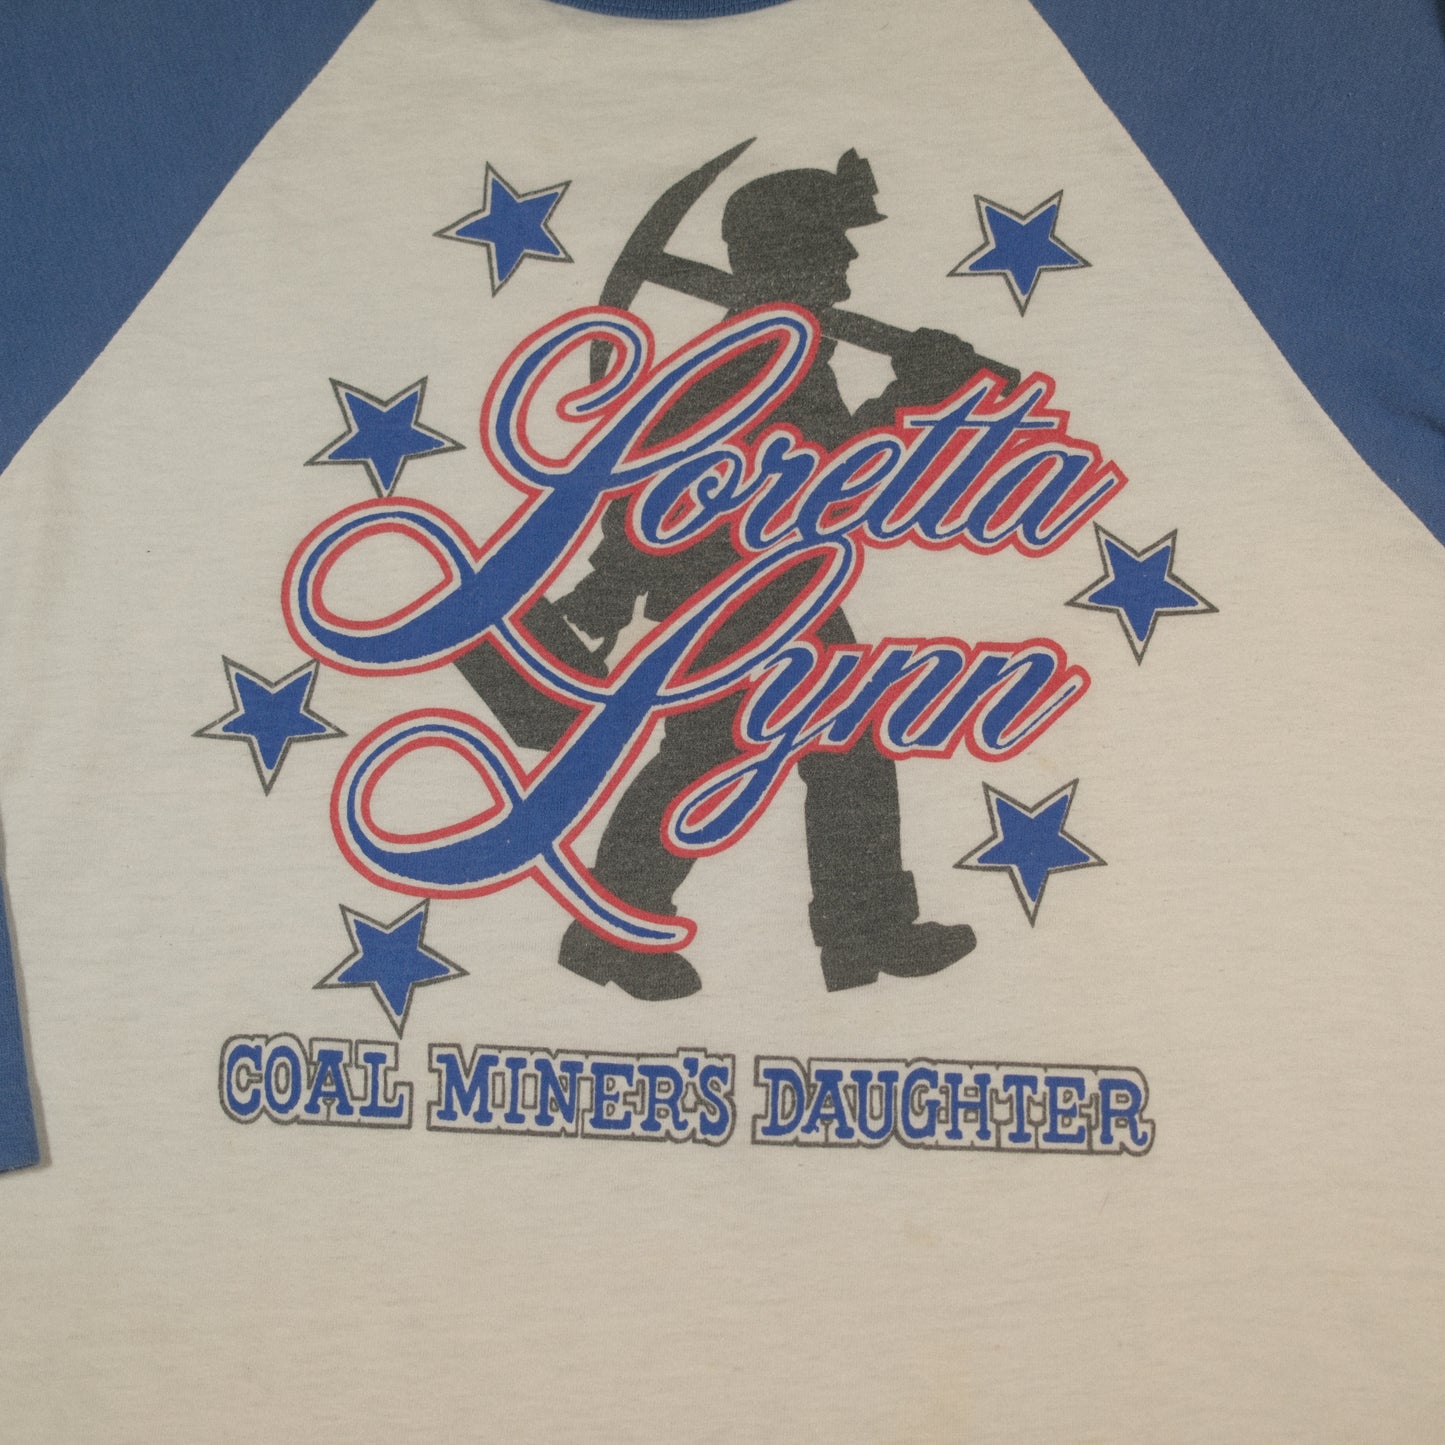 Loretta
Lynn
COAL MINER'S DAUGHTER